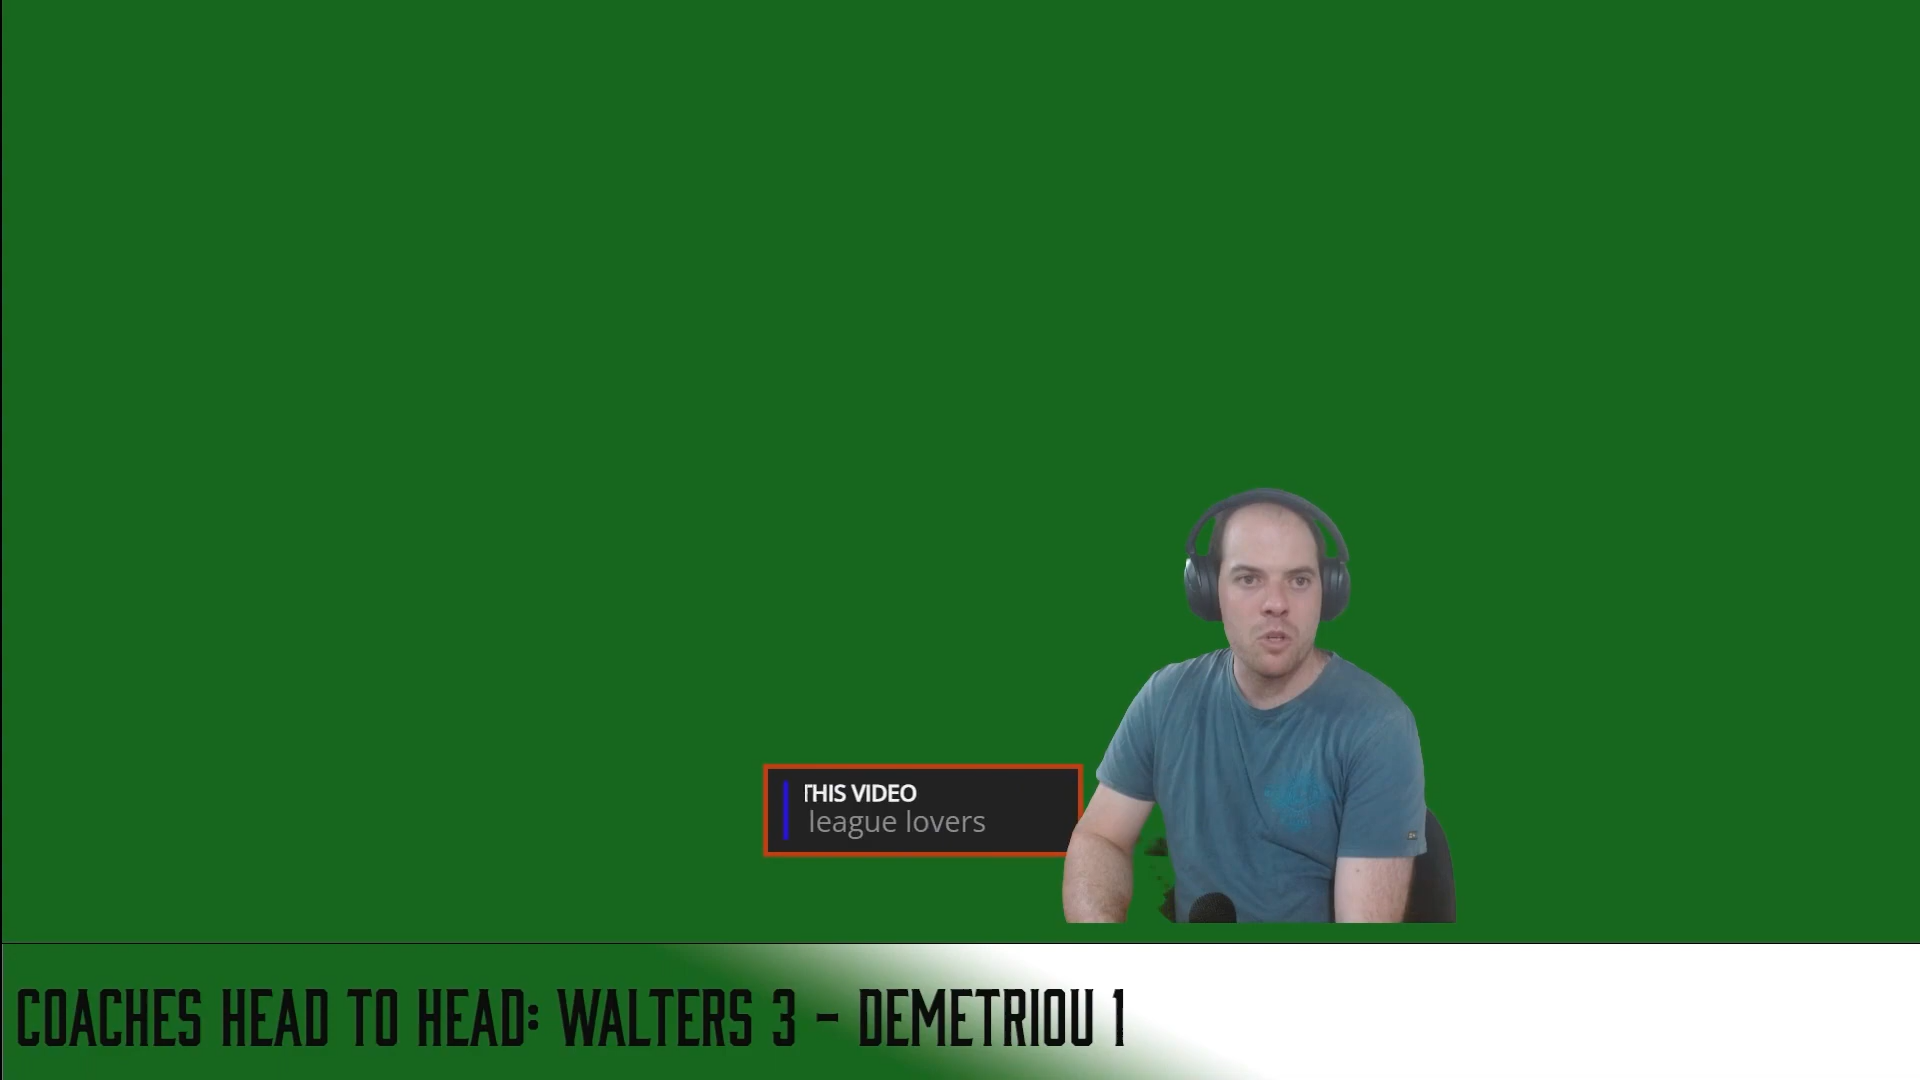 THIS VIDEO
league lovers
COACHES HEAD TO HEAD: WALTERS 3 - DEMETRIOU 1